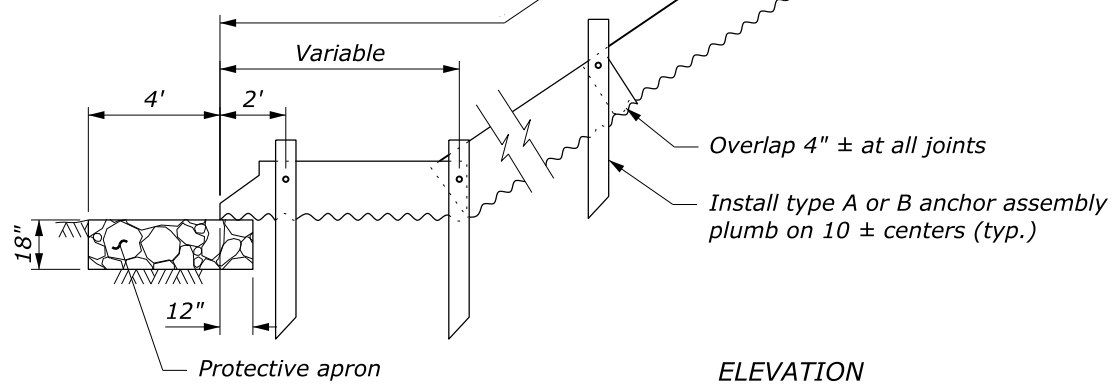 Variable
4'
2'
Overlap 4" ± at all joints
Install type A or B anchor assembly
plumb on 10 ± centers (typ.)
18"
12"
Protective apron
ELEVATION